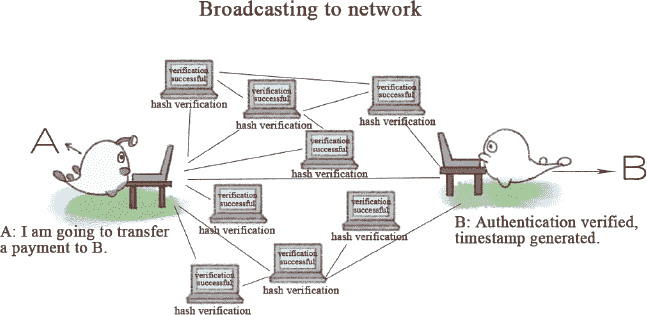 Broadcasting to network
verification
successful
hash verification
verification
successful
hash verification
verification
successful
hash verification
A
verification
successful
hash verification
B
verification
successful
hash verification
verification
successful
hash verification
A: I am going to transfer
a payment to B.
B: Authentication verified,
timestamp generated.
verification
successful
hash verification
verification
successful
hash verification